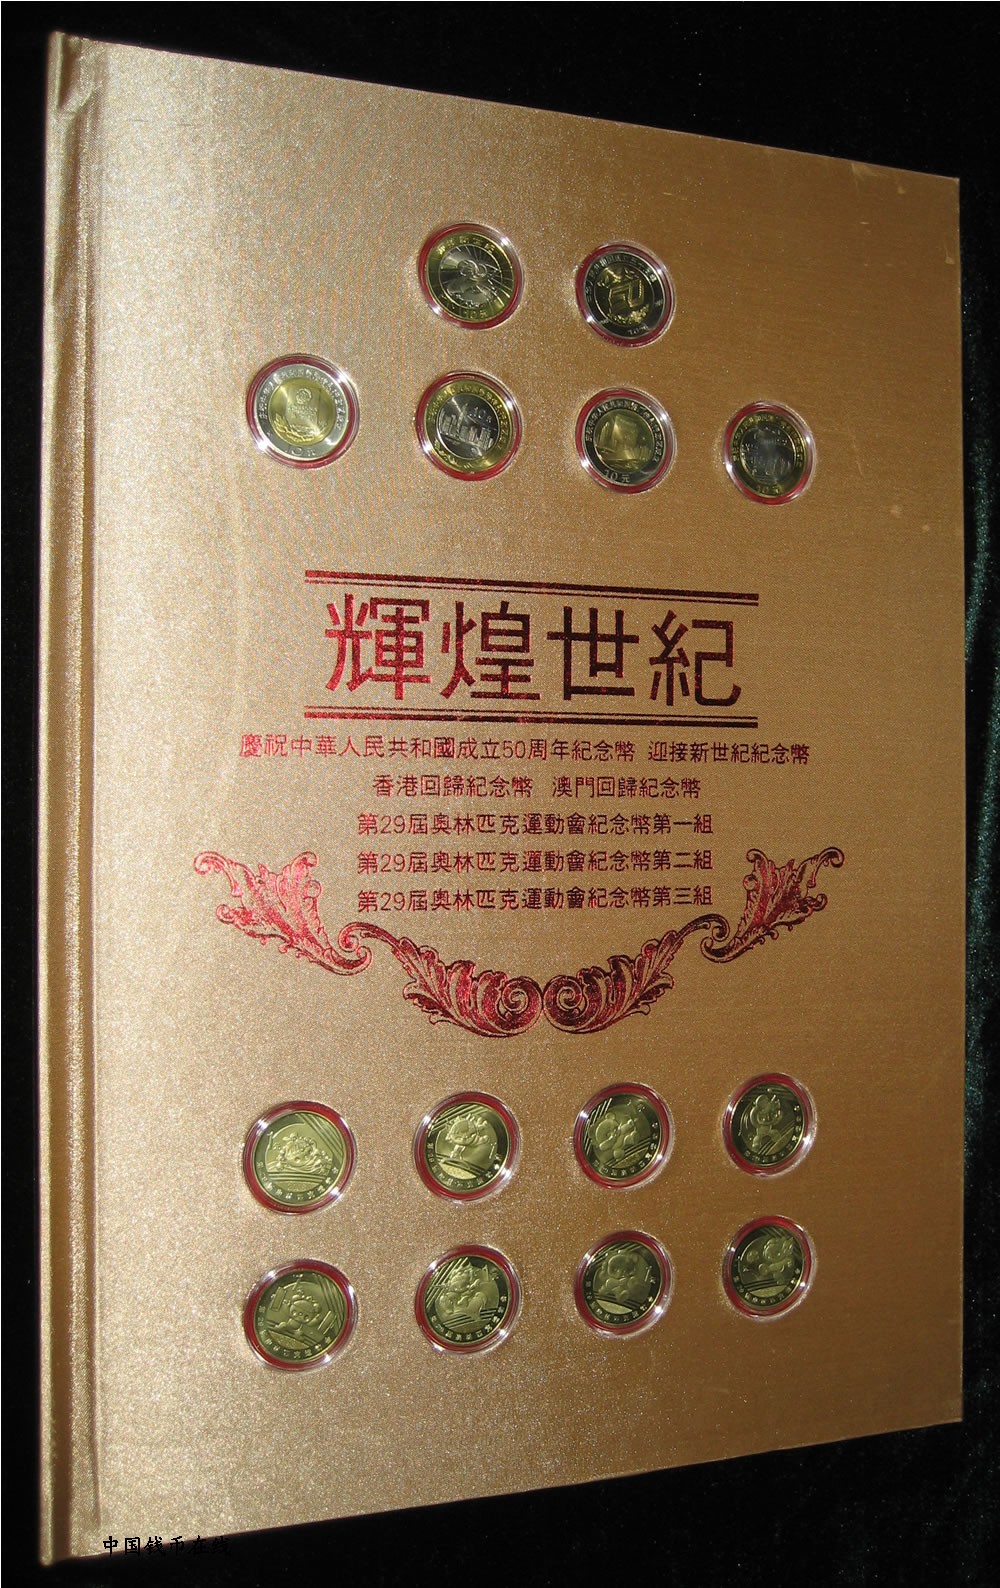 輝煌世紀
慶祝中華人民共和國成立50周年紀念幣 迎接新世紀紀念幣
香港回歸紀念幣 澳門回歸紀念幣
第29屆奧林匹克運動會紀念幣第一組
第29屆奧林匹克運動會紀念幣第二組
第29屆奧林匹克運動會紀念幣第三組
中国钱币在线